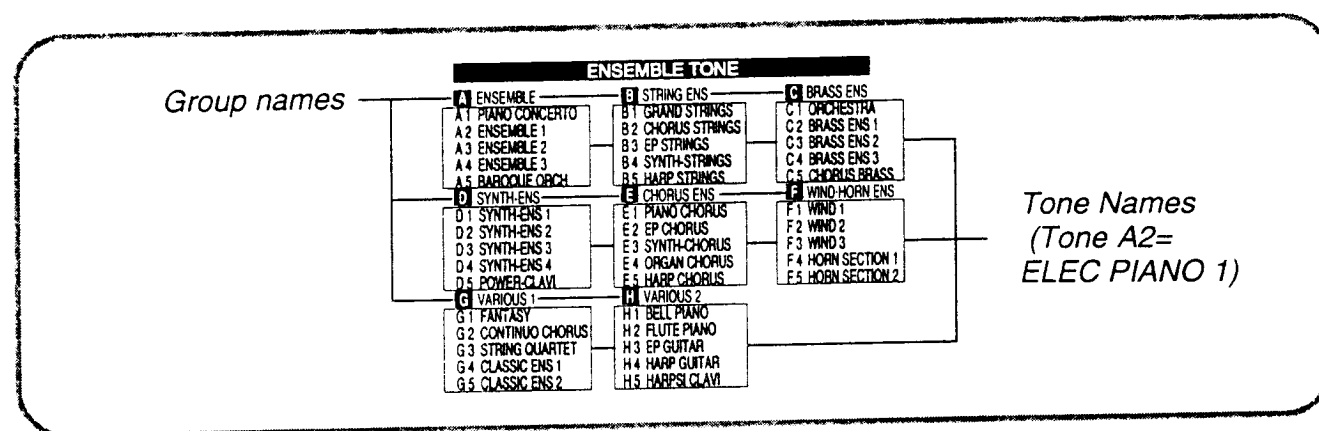 ENSEMBLE TONE
Group names
A ENSEMBLE
A 1 PIANO CONCERTO
A 2 ENSEMBLE 1
A 3 ENSEMBLE 2
A 4 ENSEMBLE 3
A 5 BAROQUE ORCH
B STRING ENS
B 1 GRAND STRINGS
B 2 CHORUS STRINGS
B 3 EP STRINGS
B 4 SYNTH-STRINGS
B 5 HARP STRINGS
C BRASS ENS
C 1 ORCHESTRA
C 2 BRASS ENS 1
C 3 BRASS ENS 2
C 4 BRASS ENS 3
C 5 CHORUS BRASS
D SYNTH-ENS
D 1 SYNTH-ENS 1
D 2 SYNTH-ENS 2
D 3 SYNTH-ENS 3
D 4 SYNTH-ENS 4
D 5 POWER-CLAVI
E CHORUS ENS
E 1 PIANO CHORUS
E 2 EP CHORUS
E 3 SYNTH-CHORUS
E 4 ORGAN CHORUS
E 5 HARP CHORUS
F WIND·HORN ENS
F 1 WIND 1
F 2 WIND 2
F 3 WIND 3
F 4 HORN SECTION 1
F 5 HORN SECTION 2
G VARIOUS 1
G 1 FANTASY
G 2 CONTINUO CHORUS
G 3 STRING QUARTET
G 4 CLASSIC ENS 1
G 5 CLASSIC ENS 2
H VARIOUS 2
H 1 BELL PIANO
H 2 FLUTE PIANO
H 3 EP GUITAR
H 4 HARP GUITAR
H 5 HARPSI CLAVI
Tone Names
(Tone A2=
ELEC PIANO 1)